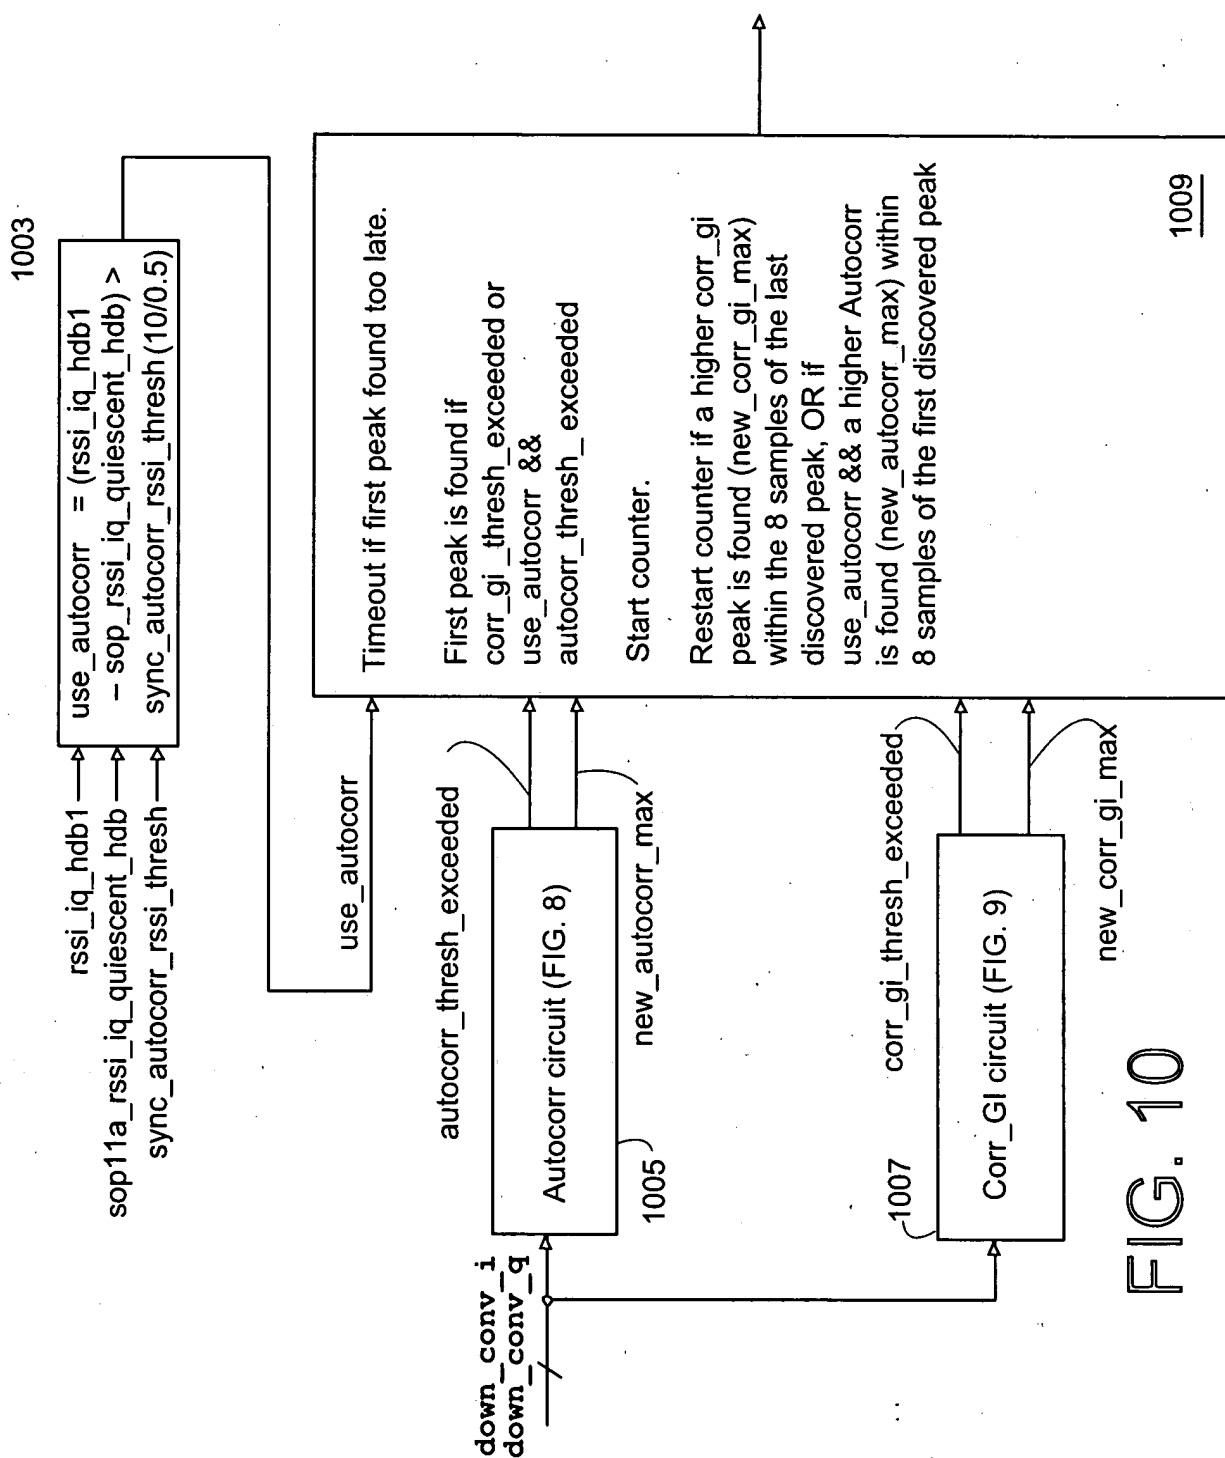 1003
rssi_iq_hdb1
sop11a_rssi_iq_quiescent_hdb
sync_autocorr_rssi_thresh
use_autocorr = (rssi_iq_hdb1
– sop_rssi_iq_quiescent_hdb) >
sync_autocorr_rssi_thresh (10/0.5)
use_autocorr
down_conv_i
down_conv_q
autocorr_thresh_exceeded
Autocorr circuit (FIG. 8)
new_autocorr_max
1005
1007
corr_gi_thresh_exceeded
Corr_GI circuit (FIG. 9)
new_corr_gi_max
Timeout if first peak found too late.
First peak is found if
corr_gi_thresh_exceeded or
use_autocorr &&
autocorr_thresh_exceeded
Start counter.
Restart counter if a higher corr_gi
peak is found (new_corr_gi_max)
within the 8 samples of the last
discovered peak, OR if
use_autocorr && a higher Autocorr
is found (new_autocorr_max) within
8 samples of the first discovered peak
1009
FIG. 10